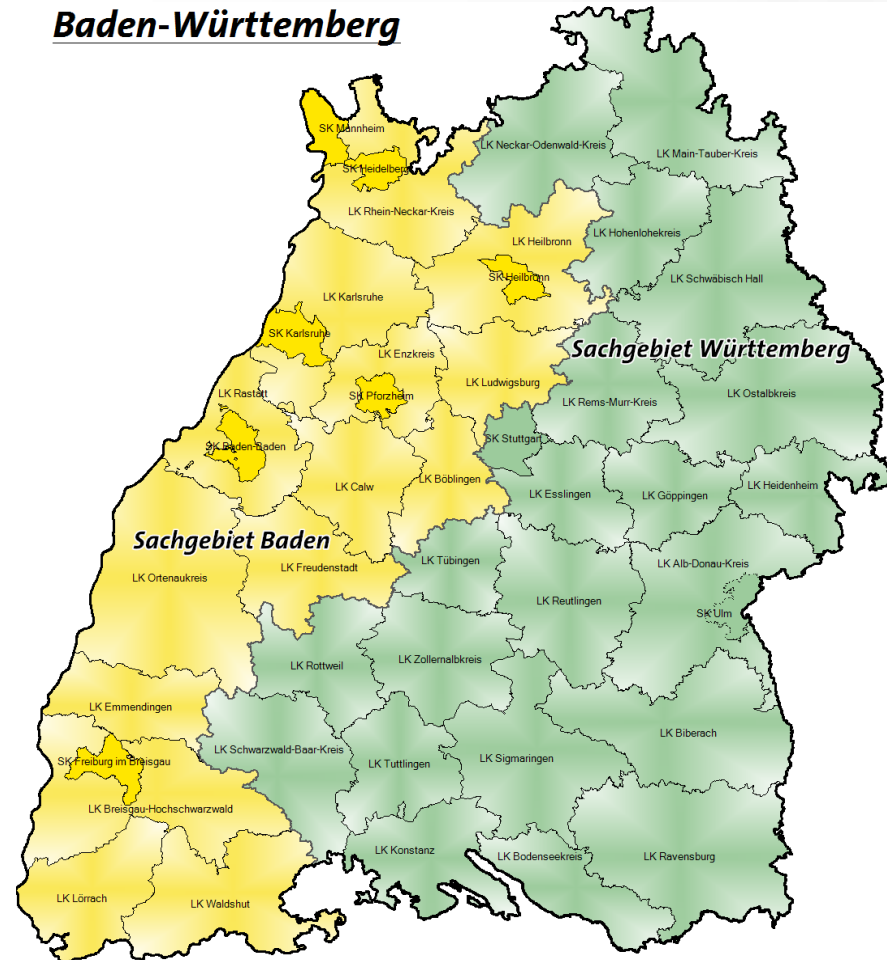 Baden-Württemberg
SK Mannheim
LK Neckar-Odenwald-Kreis
LK Main-Tauber-Kreis
SK Heidelberg
LK Rhein-Neckar-Kreis
LK Hohenlohekreis
LK Heilbronn
SK Heilbronn
LK Schwäbisch Hall
LK Karlsruhe
SK Karlsruhe
Sachgebiet Württemberg
LK Enzkreis
LK Ludwigsburg
LK Rastatt
SK Pforzheim
LK Rems-Murr-Kreis
LK Ostalbkreis
SK Stuttgart
SK Baden-Baden
LK Calw
LK Böblingen
LK Esslingen
LK Göppingen
LK Heidenheim
Sachgebiet Baden
LK Tübingen
LK Alb-Donau-Kreis
LK Freudenstadt
LK Ortenaukreis
LK Reutlingen
SK Ulm
LK Rottweil
LK Zollernalbkreis
LK Emmendingen
LK Biberach
LK Schwarzwald-Baar-Kreis
LK Sigmaringen
SK Freiburg im Breisgau
LK Tuttlingen
LK Breisgau-Hochschwarzwald
LK Konstanz
LK Bodenseekreis
LK Ravensburg
LK Lörrach
LK Waldshut